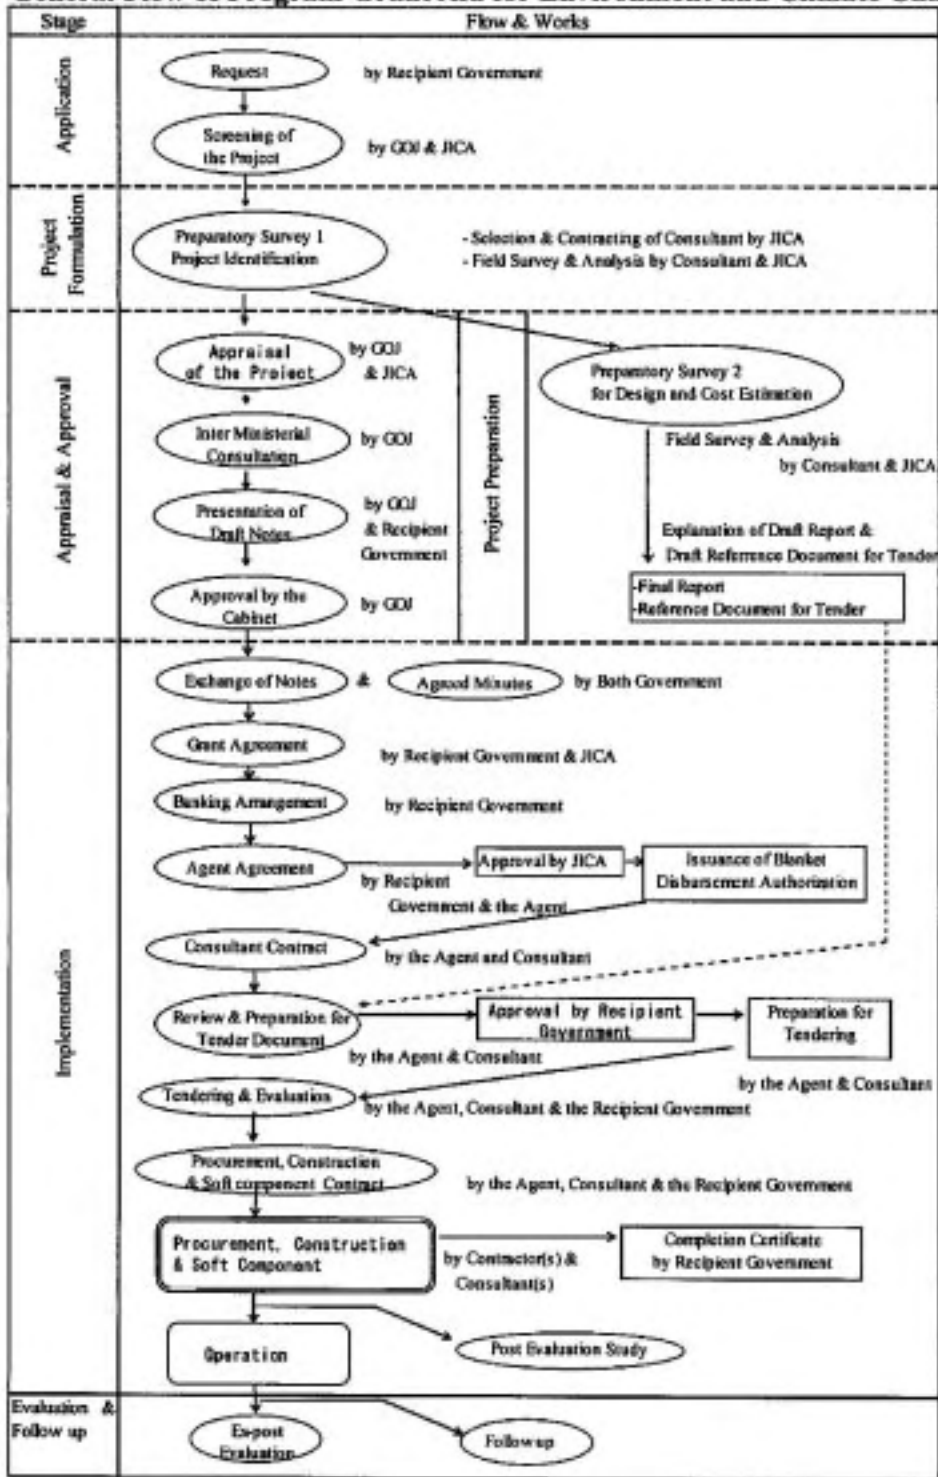 Stage
Flow & Works
Application
Request
by Recipient Government
Screening of
the Project
by GOJ & JICA
Project
Formulation
Preparatory Survey 1
Project Identification
- Selection & Contracting of Consultant by JICA
- Field Survey & Analysis by Consultant & JICA
Appraisal & Approval
Appraisal
of the Project
by GOJ
& JICA
Inter Ministerial
Consultation
by GOJ
Presentation of
Draft Notes
by GOJ
& Recipient
Government
Approval by the
Cabinet
by GOJ
Project Preparation
Preparatory Survey 2
for Design and Cost Estimation
Field Survey & Analysis
by Consultant & JICA
Explanation of Draft Report &
Draft Referrence Document for Tender
-Final Report
-Reference Document for Tender
Implementation
Exchange of Notes
&
Agreed Minutes
by Both Government
Grant Agreement
by Recipient Government & JICA
Banking Arrangement
by Recipient Government
Agent Agreement
Approval by JICA
Issuance of Blanket
Disbursement Authorization
by Recipient
Government & the Agent
Consultant Contract
by the Agent and Consultant
Review & Preparation for
Tender Document
Approval by Recipient
Government
Preparation for
Tendering
by the Agent & Consultant
by the Agent & Consultant
Tendering & Evaluation
by the Agent, Consultant & the Recipient Government
Procurement, Construction
& Soft component Contract
by the Agent, Consultant & the Recipient Government
Procurement, Construction
& Soft Component
by Contractor(s) &
Consultant(s)
Completion Certificate
by Recipient Government
Operation
Post Evaluation Study
Evaluation &
Follow up
Ex-post
Evaluation
Follow up